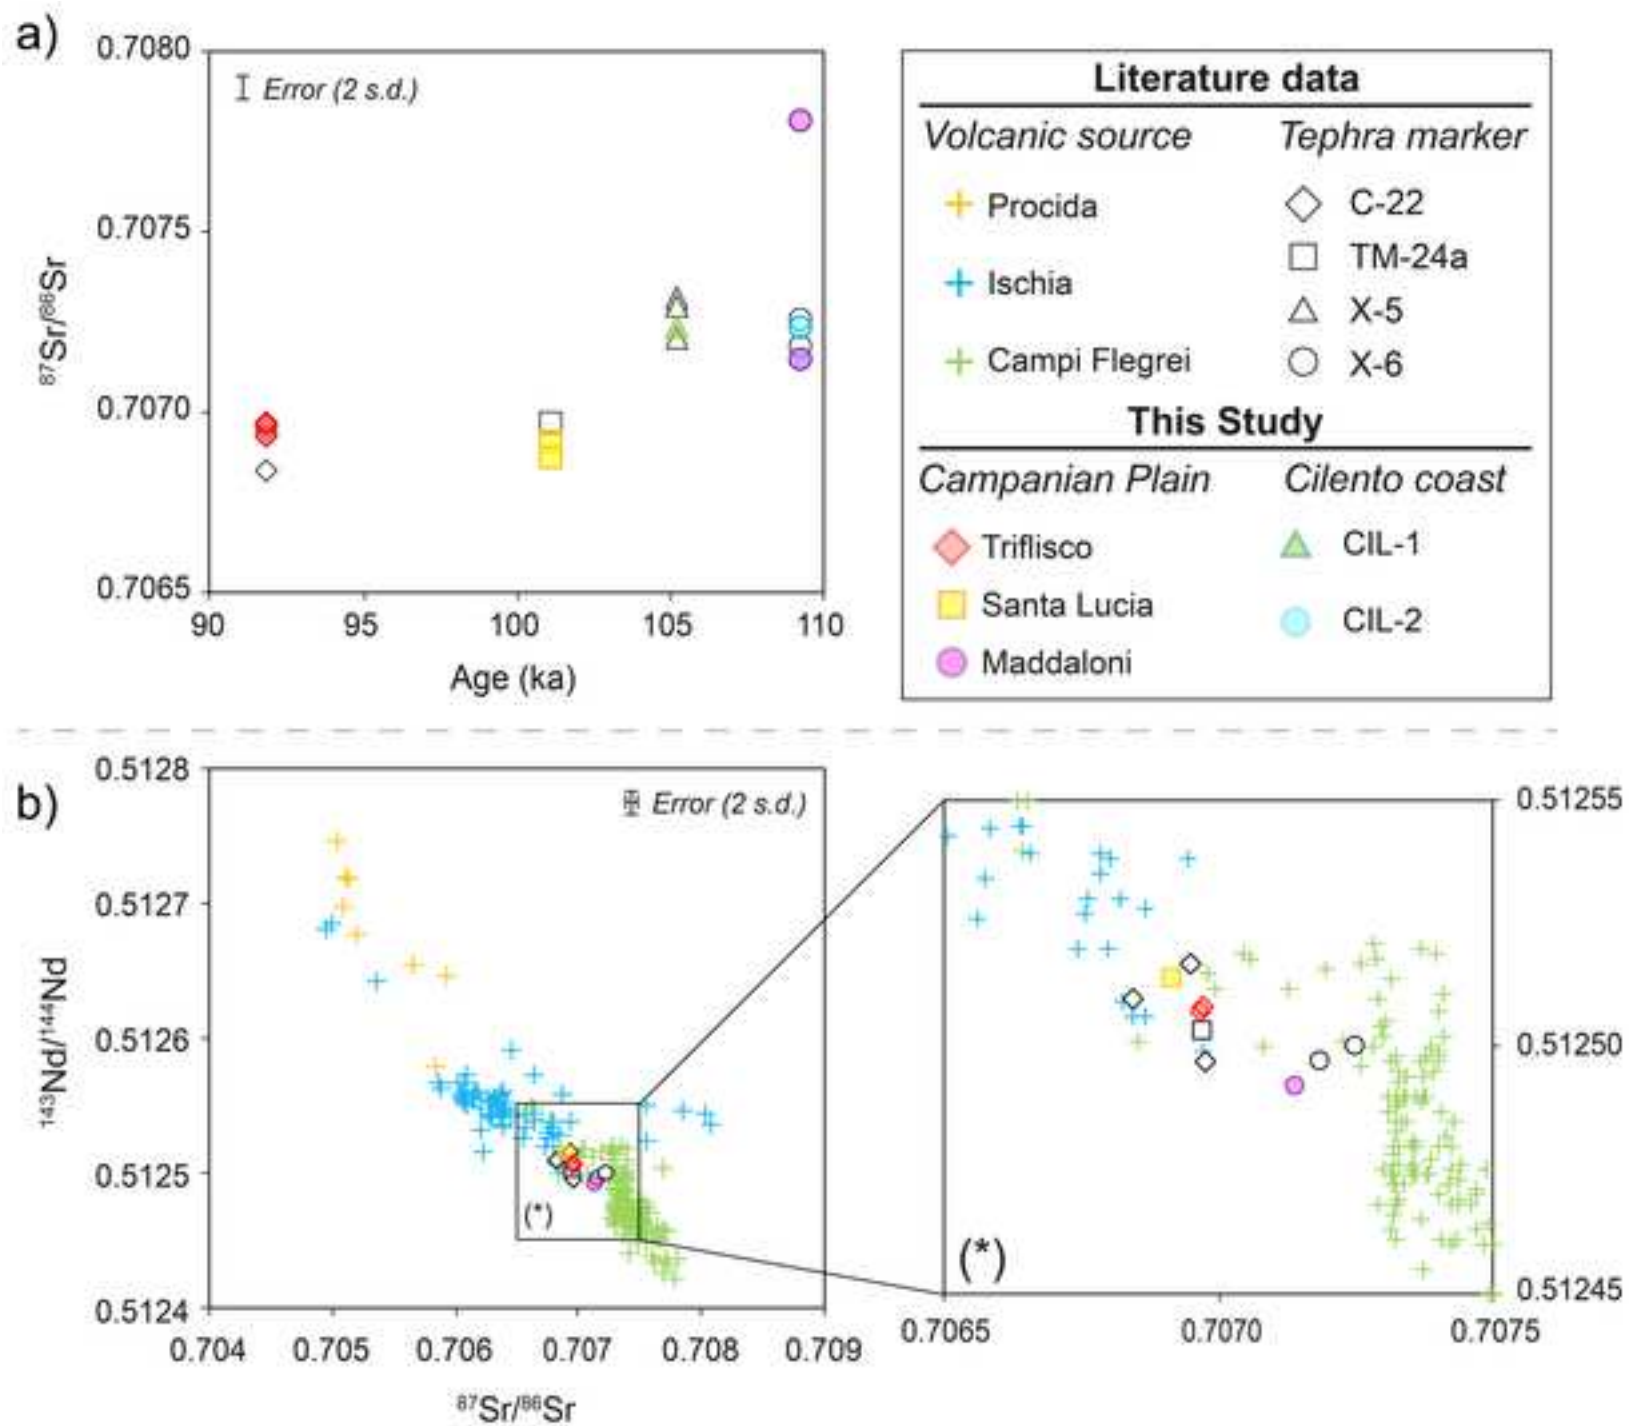 a)
0.7080
0.7075
0.7070
0.7065
⁸⁷Sr/⁸⁶Sr
Error (2 s.d.)
90 95 100 105 110
Age (ka)
Literature data
Volcanic source Tephra marker
Procida C-22
TM-24a
Ischia X-5
Campi Flegrei X-6
This Study
Campanian Plain Cilento coast
Triflisco CIL-1
Santa Lucia CIL-2
Maddaloni
b)
0.5128
0.5127
0.5126
0.5125
0.5124
¹⁴³Nd/¹⁴⁴Nd
Error (2 s.d.)
(*)
0.704 0.705 0.706 0.707 0.708 0.709
⁸⁷Sr/⁸⁶Sr
0.51255
0.51250
0.51245
(*)
0.7065 0.7070 0.7075